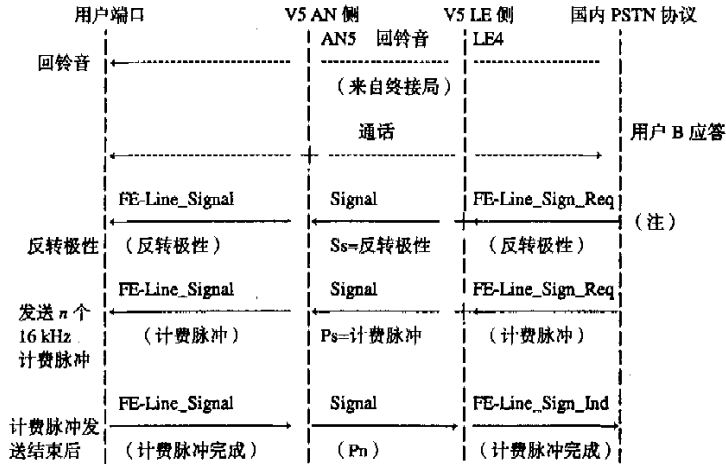 用户端口 V5 AN 侧 V5 LE 侧 国内 PSTN 协议
AN5 回铃音 LE4
回铃音
(来自终接局)
通话 用户 B 应答
FE-Line_Signal Signal FE-Line_Sign_Req
(注)
反转极性 (反转极性) Ss=反转极性 (反转极性)
FE-Line_Signal Signal FE-Line_Sign_Req
发送 n 个
16 kHz (计费脉冲) Ps=计费脉冲 (计费脉冲)
计费脉冲
FE-Line_Signal Signal FE-Line_Sign_Ind
计费脉冲发
送结束后 (计费脉冲完成) (Pn) (计费脉冲完成)